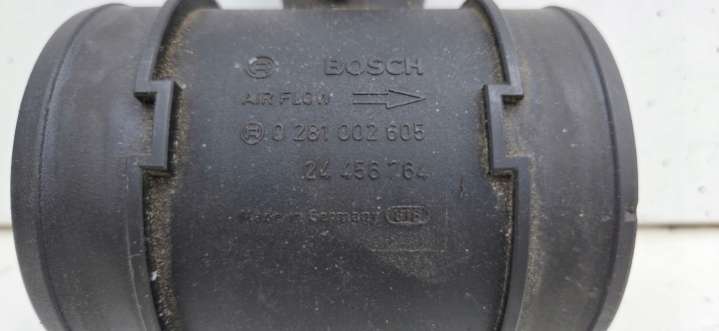 BOSCH
AIR FLOW
0 281 002 605
24 456 764
Made in Germany